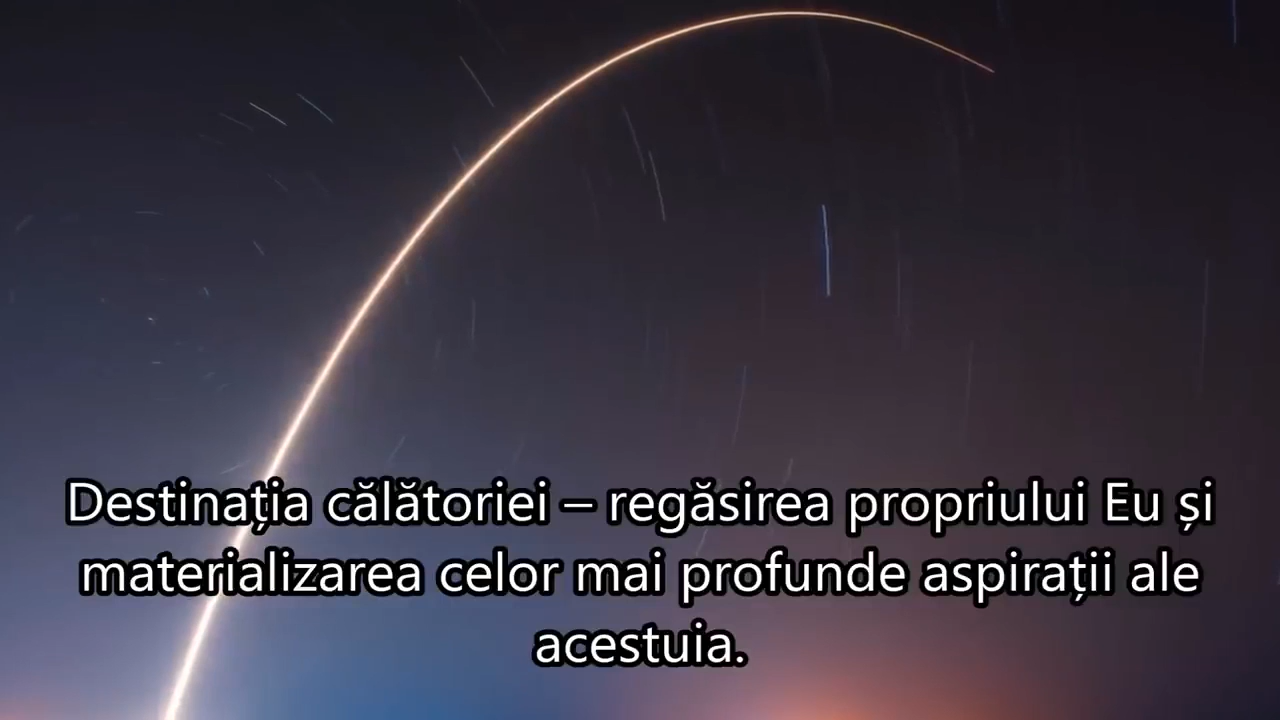 Destinația călătoriei – regăsirea propriului Eu și
materializarea celor mai profunde aspirații ale
acestuia.